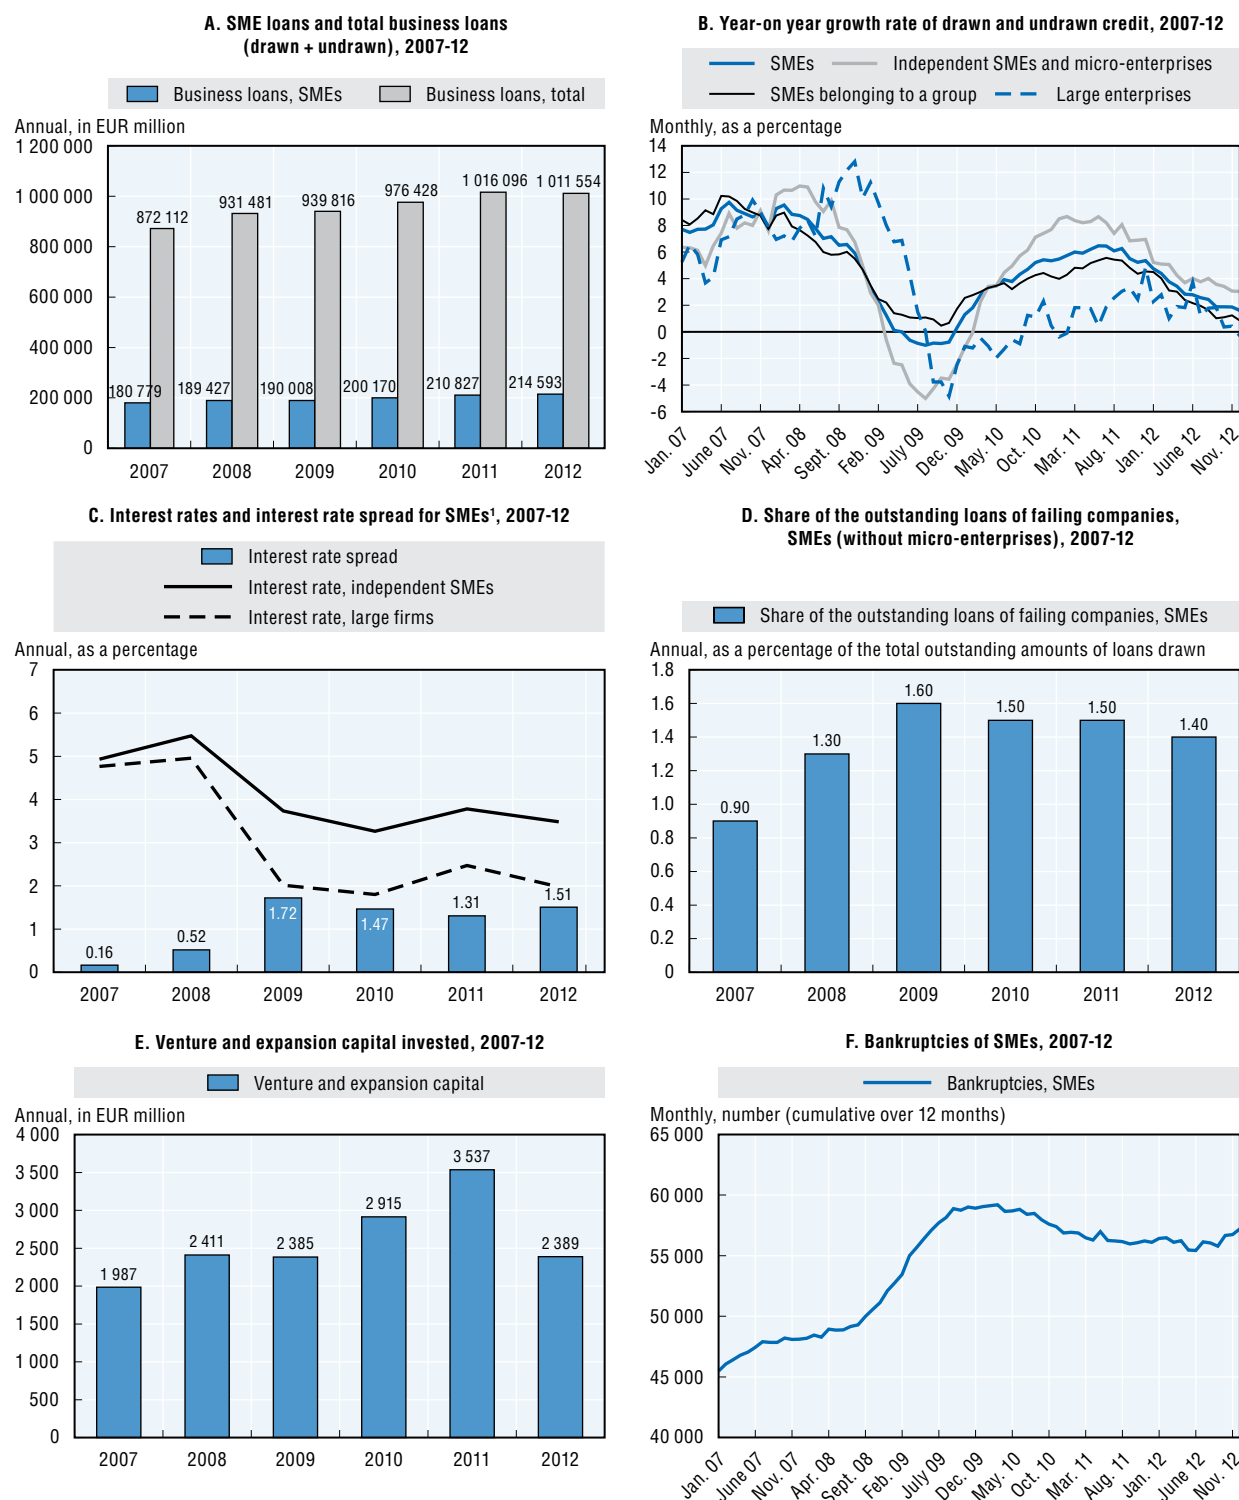 A. SME loans and total business loans
(drawn + undrawn), 2007-12
Business loans, SMEs Business loans, total
Annual, in EUR million
1 200 000
1 000 000
800 000
600 000
400 000
200 000
0
872 112 931 481 939 816 976 428 1 016 096 1 011 554
180 779 189 427 190 008 200 170 210 827 214 593
2007 2008 2009 2010 2011 2012
B. Year-on year growth rate of drawn and undrawn credit, 2007-12
SMEs Independent SMEs and micro-enterprises
SMEs belonging to a group Large enterprises
Monthly, as a percentage
14
12
10
8
6
4
2
0
-2
-4
-6
Jan. 07 June 07 Nov. 07 Apr. 08 Sept. 08 Feb. 09 July 09 Dec. 09 May. 10 Oct. 10 Mar. 11 Aug. 11 Jan. 12 June 12 Nov. 12
C. Interest rates and interest rate spread for SMEs¹, 2007-12
Interest rate spread
Interest rate, independent SMEs
Interest rate, large firms
Annual, as a percentage
7
6
5
4
3
2
1
0
0.16 0.52 1.72 1.47 1.31 1.51
2007 2008 2009 2010 2011 2012
D. Share of the outstanding loans of failing companies,
SMEs (without micro-enterprises), 2007-12
Share of the outstanding loans of failing companies, SMEs
Annual, as a percentage of the total outstanding amounts of loans drawn
1.8
1.6
1.4
1.2
1.0
0.8
0.6
0.4
0.2
0
0.90 1.30 1.60 1.50 1.50 1.40
2007 2008 2009 2010 2011 2012
E. Venture and expansion capital invested, 2007-12
Venture and expansion capital
Annual, in EUR million
4 000
3 500
3 000
2 500
2 000
1 500
1 000
500
0
1 987 2 411 2 385 2 915 3 537 2 389
2007 2008 2009 2010 2011 2012
F. Bankruptcies of SMEs, 2007-12
Bankruptcies, SMEs
Monthly, number (cumulative over 12 months)
65 000
60 000
55 000
50 000
45 000
40 000
Jan. 07 June 07 Nov. 07 Apr. 08 Sept. 08 Feb. 09 July 09 Dec. 09 May. 10 Oct. 10 Mar. 11 Aug. 11 Jan. 12 June 12 Nov. 12